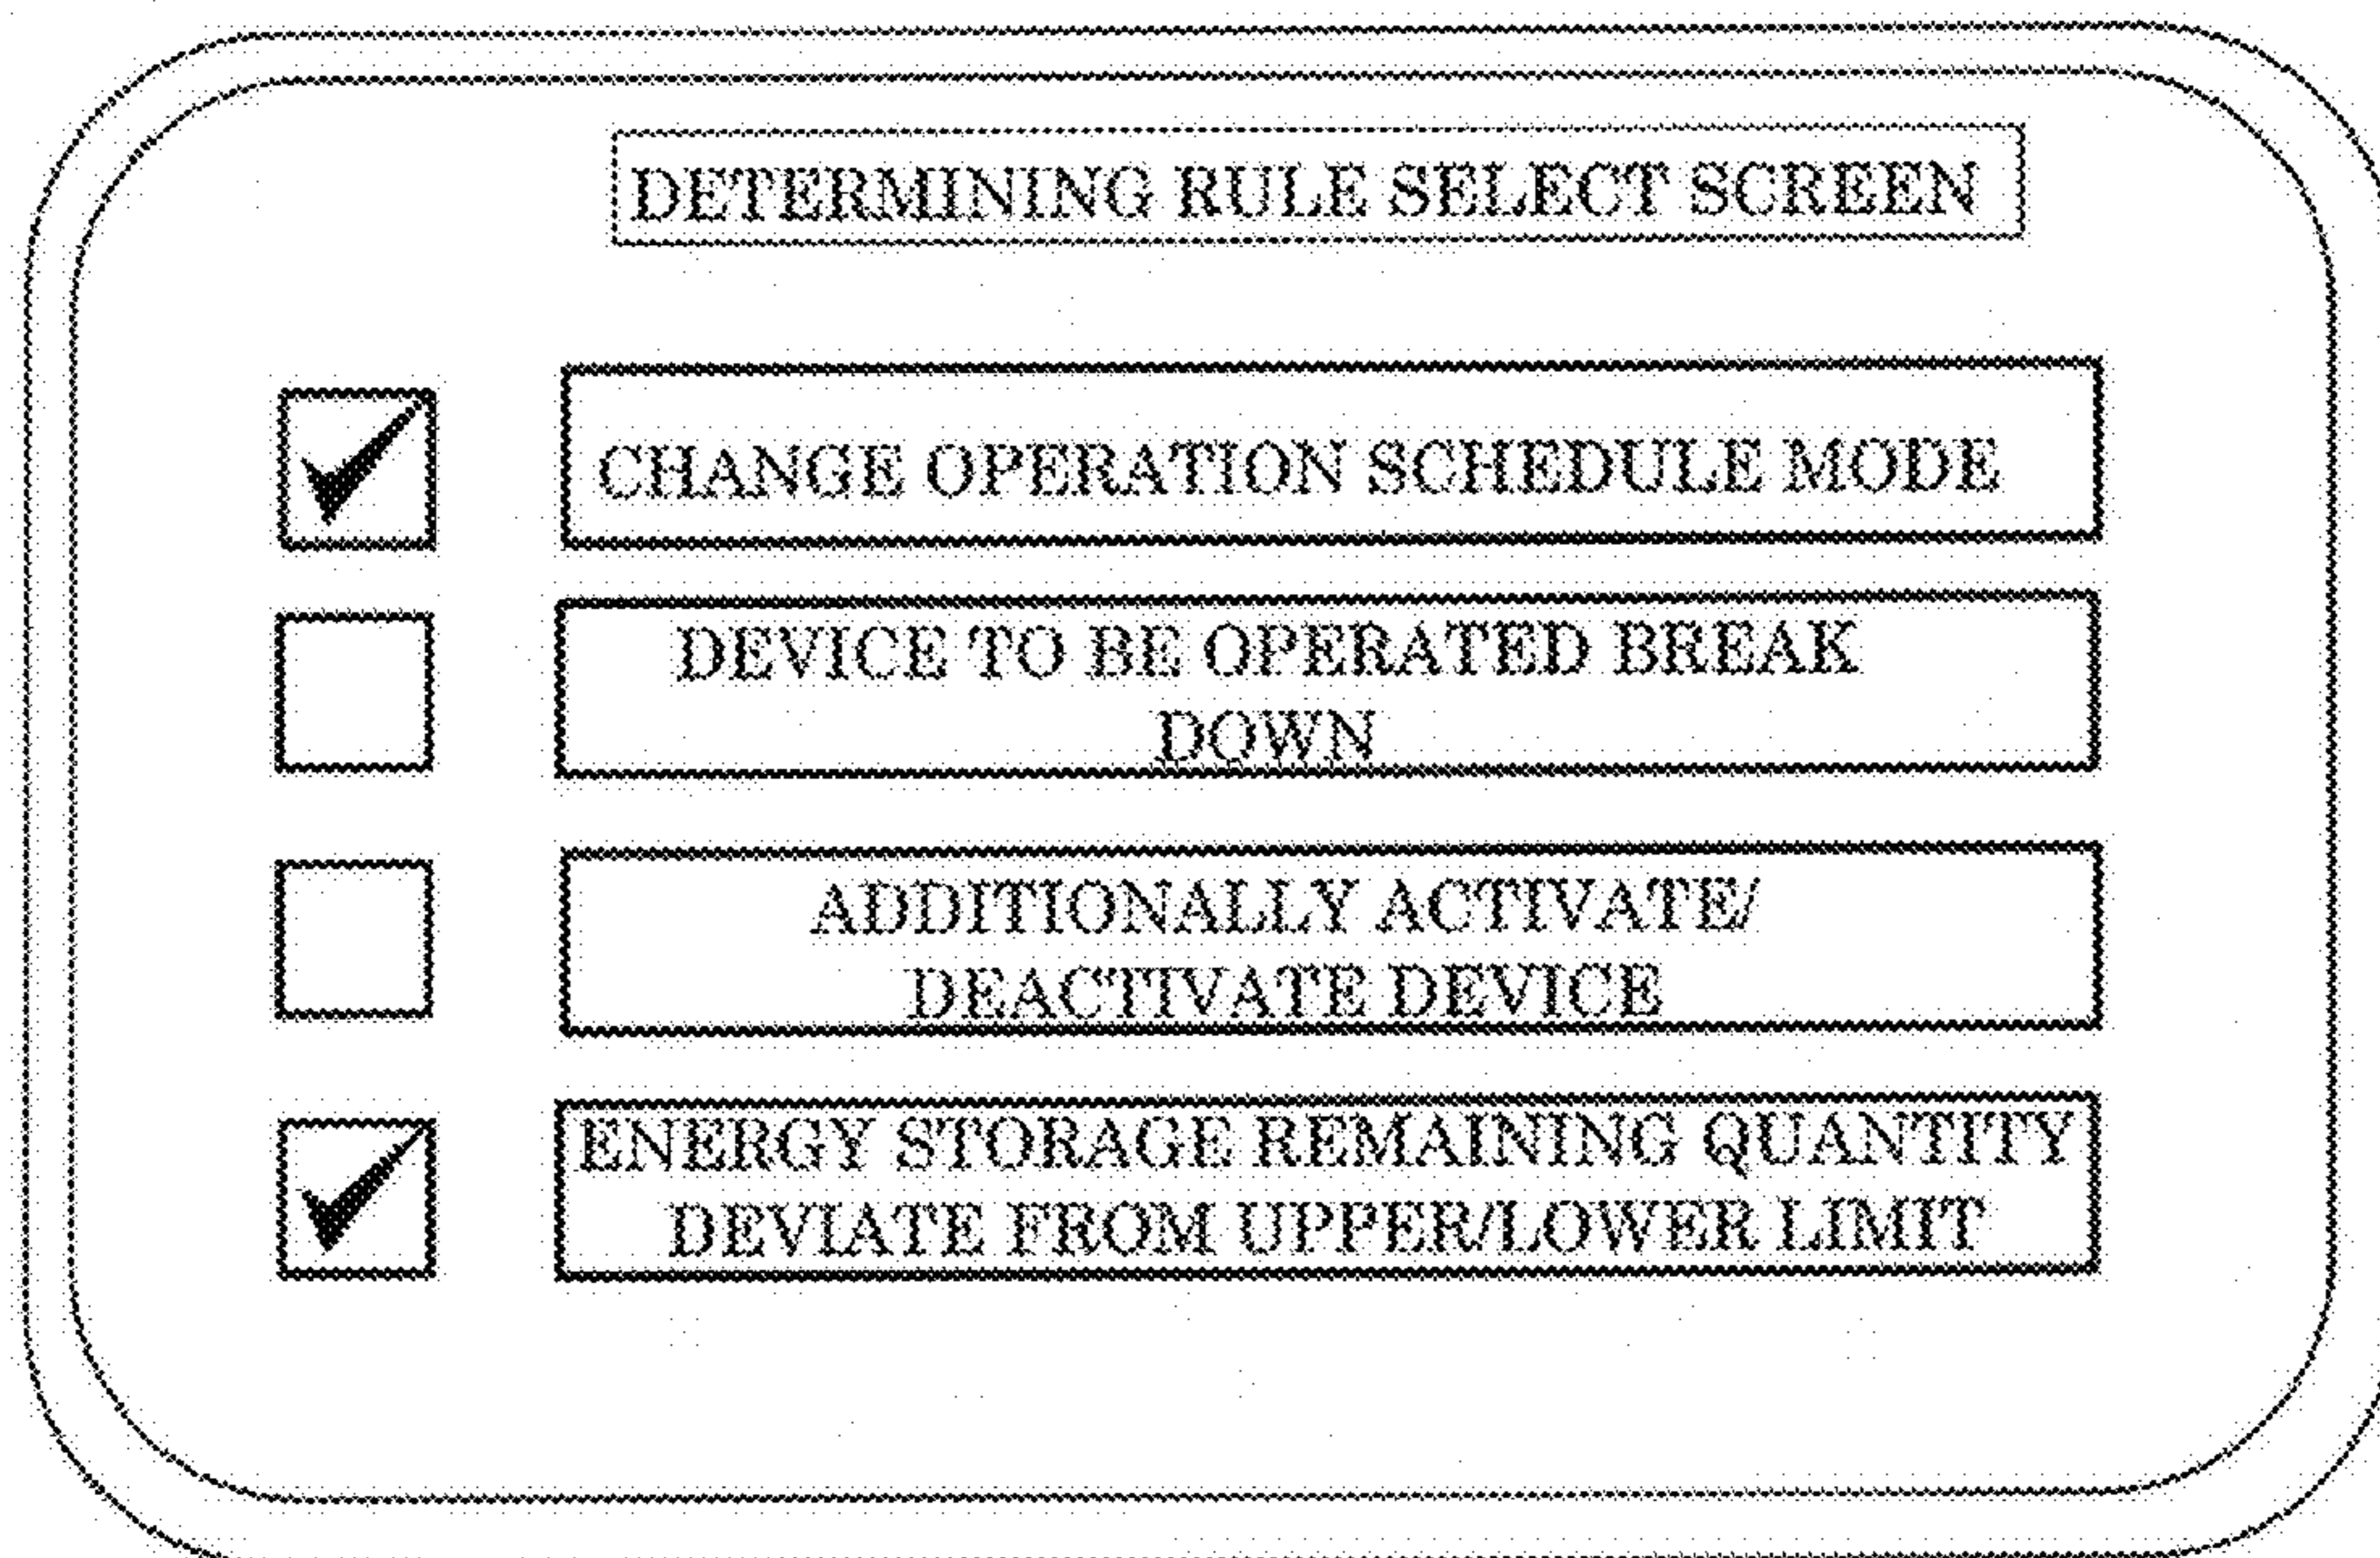 DETERMINING RULE SELECT SCREEN
CHANGE OPERATION SCHEDULE MODE
DEVICE TO BE OPERATED BREAK
DOWN
ADDITIONALLY ACTIVATE/
DEACTIVATE DEVICE
ENERGY STORAGE REMAINING QUANTITY
DEVIATE FROM UPPER/LOWER LIMIT